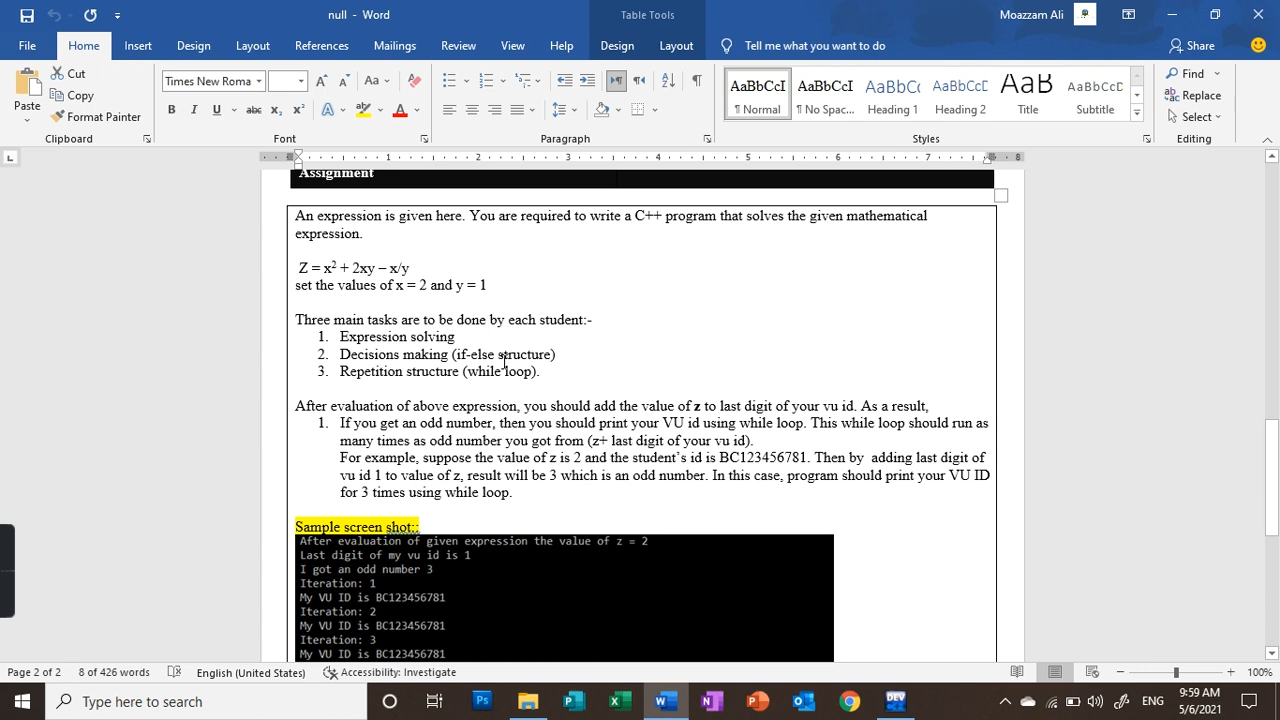 null - Word
Table Tools
Moazzam Ali
File Home Insert Design Layout References Mailings Review View Help Design Layout Tell me what you want to do Share
Paste
Cut
Copy
Format Painter
Clipboard
Times New Roma
Aa
B I U abc x2 x2 A A
Font
Paragraph
AaBbCcI AaBbCcI AaBbCc AaBbCcI AaB AaBbCcI
¶ Normal ¶ No Spac... Heading 1 Heading 2 Title Subtitle
Styles
Find
Replace
Select
Editing
1 2 3 4 5 6 7 8
Assignment
An expression is given here. You are required to write a C++ program that solves the given mathematical
expression.
Z = x² + 2xy – x/y
set the values of x = 2 and y = 1
Three main tasks are to be done by each student:-
1. Expression solving
2. Decisions making (if-else structure)
3. Repetition structure (while loop).
After evaluation of above expression, you should add the value of z to last digit of your vu id. As a result,
1. If you get an odd number, then you should print your VU id using while loop. This while loop should run as
many times as odd number you got from (z+ last digit of your vu id).
For example, suppose the value of z is 2 and the student’s id is BC123456781. Then by adding last digit of
vu id 1 to value of z, result will be 3 which is an odd number. In this case, program should print your VU ID
for 3 times using while loop.
Sample screen shot::
After evaluation of given expression the value of z = 2
Last digit of my vu id is 1
I got an odd number 3
Iteration: 1
My VU ID is BC123456781
Iteration: 2
My VU ID is BC123456781
Iteration: 3
My VU ID is BC123456781
Page 2 of 2 8 of 426 words English (United States) Accessibility: Investigate 100%
Type here to search
Ps P X W N P DEV
ENG
9:59 AM
5/6/2021